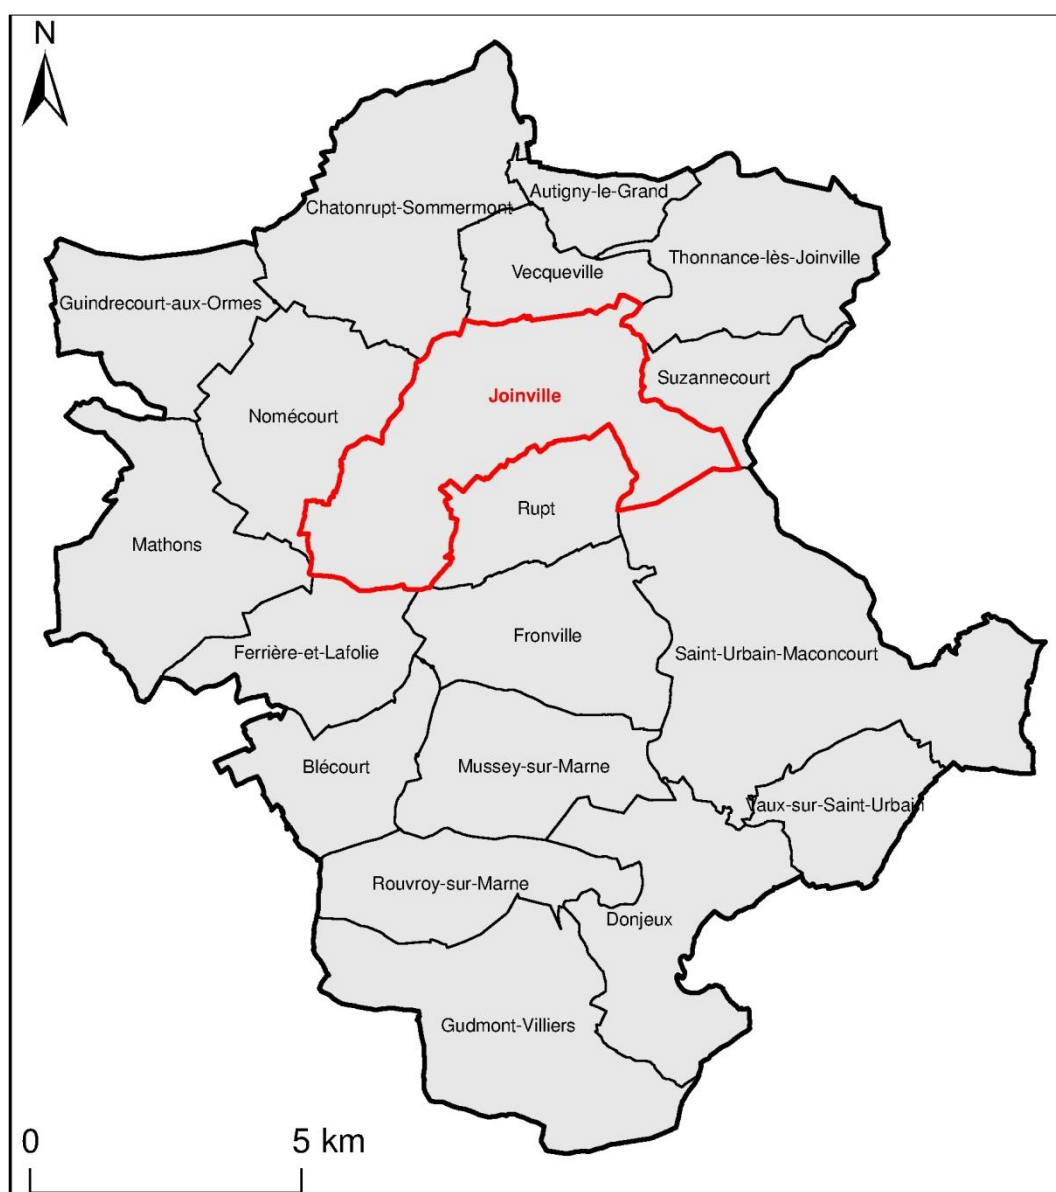 N
Autigny-le-Grand
Chatonrupt-Sommermont
Thonnance-lès-Joinville
Vecqueville
Guindrecourt-aux-Ormes
Suzannecourt
Joinville
Nomécourt
Rupt
Mathons
Fronville
Ferrière-et-Lafolie
Saint-Urbain-Maconcourt
Blécourt
Mussey-sur-Marne
Vaux-sur-Saint-Urbain
Rouvroy-sur-Marne
Donjeux
Gudmont-Villiers
0 5 km